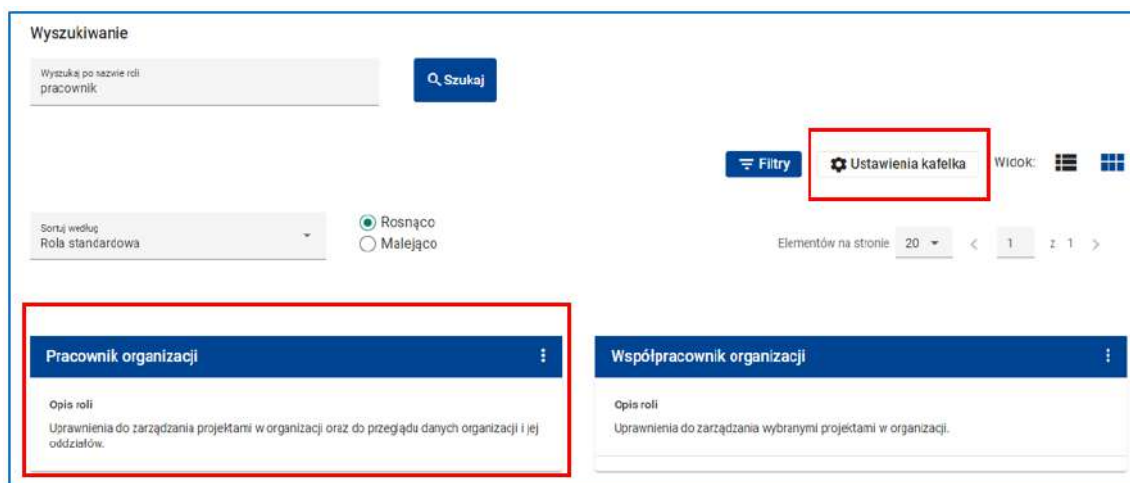 Wyszukiwanie
Wyszukaj po nazwie roli
pracownik
Szukaj
Filtry
Ustawienia kafelka
Widok:
Sortuj według
Rola standardowa
Rosnąco
Malejąco
Elementów na stronie 20 < 1 z 1 >
Pracownik organizacji
Współpracownik organizacji
Opis roli
Uprawnienia do zarządzania projektami w organizacji oraz do przeglądu danych organizacji i jej
oddziałów.
Opis roli
Uprawnienia do zarządzania wybranymi projektami w organizacji.